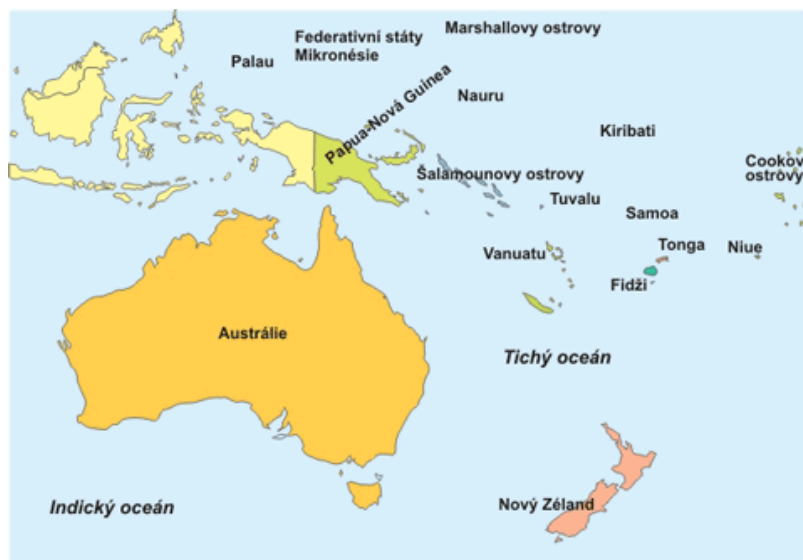 Marshallovy ostrovy
Federativní státy
Mikronésie
Palau
Papua-Nová Guinea
Nauru
Kiribati
Cookov
ostrovy
Šalamounovy ostrovy
Tuvalu
Samoa
Tonga
Niue
Vanuatu
Fidži
Austrálie
Tichý oceán
Indický oceán
Nový Zéland